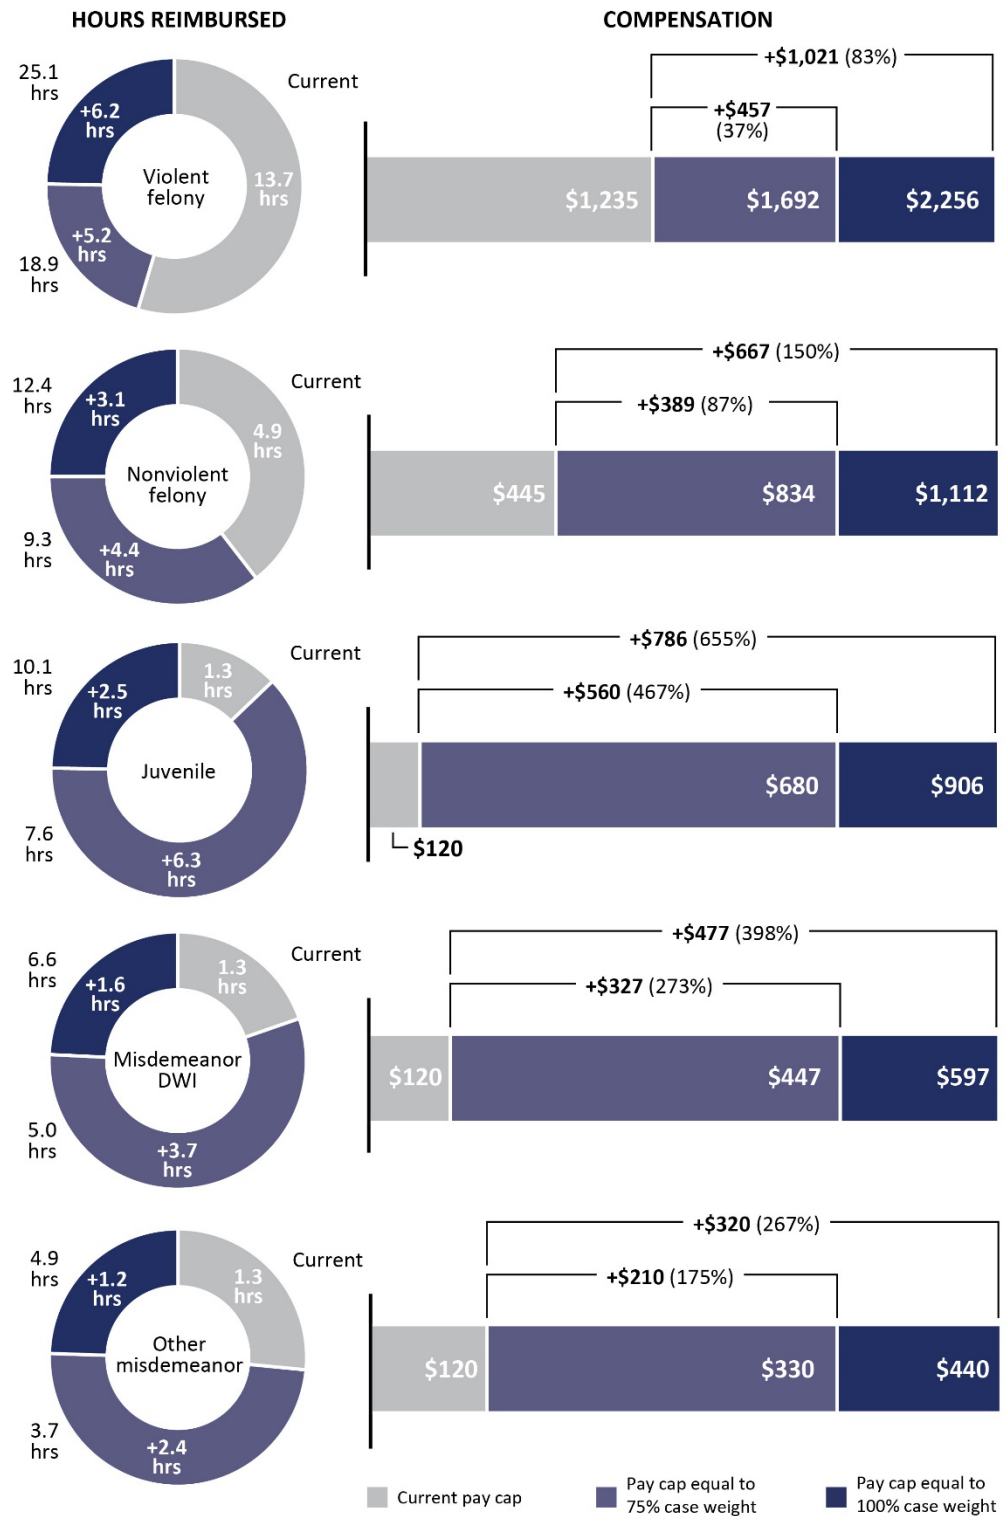 HOURS REIMBURSED
COMPENSATION
25.1
hrs
+6.2
hrs
Current
13.7
hrs
Violent
felony
+5.2
hrs
18.9
hrs
+$1,021 (83%)
+$457
(37%)
$1,235
$1,692
$2,256
12.4
hrs
+3.1
hrs
Current
4.9
hrs
Nonviolent
felony
+4.4
hrs
9.3
hrs
+$667 (150%)
+$389 (87%)
$445
$834
$1,112
10.1
hrs
+2.5
hrs
1.3
hrs
Current
Juvenile
7.6
hrs
+6.3
hrs
+$786 (655%)
+$560 (467%)
$680
$906
$120
6.6
hrs
+1.6
hrs
1.3
hrs
Current
Misdemeanor
DWI
5.0
hrs
+3.7
hrs
+$477 (398%)
+$327 (273%)
$120
$447
$597
4.9
hrs
+1.2
hrs
1.3
hrs
Current
Other
misdemeanor
3.7
hrs
+2.4
hrs
+$320 (267%)
+$210 (175%)
$120
$330
$440
Current pay cap
Pay cap equal to
75% case weight
Pay cap equal to
100% case weight